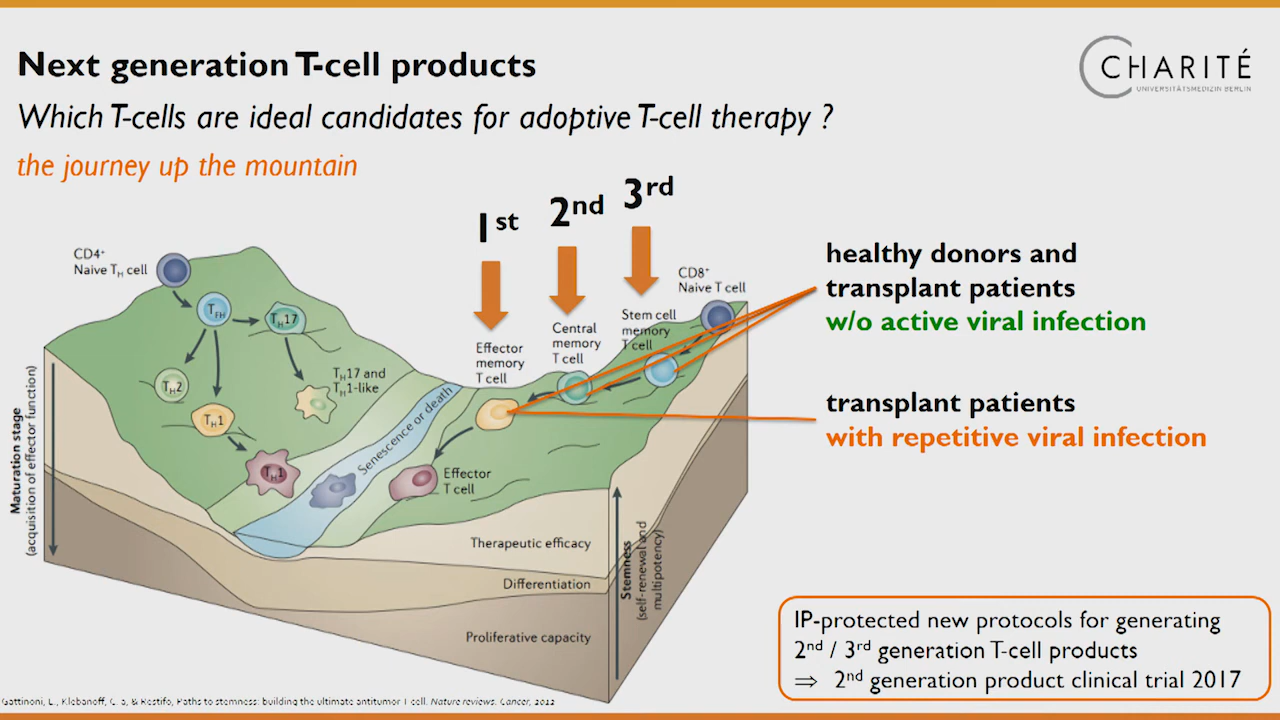 Next generation T-cell products
CHARITÉ
UNIVERSITÄTSMEDIZIN BERLIN
Which T-cells are ideal candidates for adoptive T-cell therapy ?
the journey up the mountain
1st
2nd
3rd
CD4+
Naive TH cell
TFH
TH17
TH2
TH17 and
TH1-like
TH1
TH1
Senescence or death
Effector
memory
T cell
Central
memory
T cell
Stem cell
memory
T cell
CD8+
Naive T cell
Effector
T cell
healthy donors and
transplant patients
w/o active viral infection
transplant patients
with repetitive viral infection
Maturation stage
(acquisition of effector function)
Therapeutic efficacy
Differentiation
Proliferative capacity
Stemness
(self-renewal and
multipotency)
IP-protected new protocols for generating
2nd / 3rd generation T-cell products
⇒ 2nd generation product clinical trial 2017
Gattinoni, L., Klebanoff, C. A, & Restifo, Paths to stemness: building the ultimate antitumor T cell. Nature reviews. Cancer, 2012